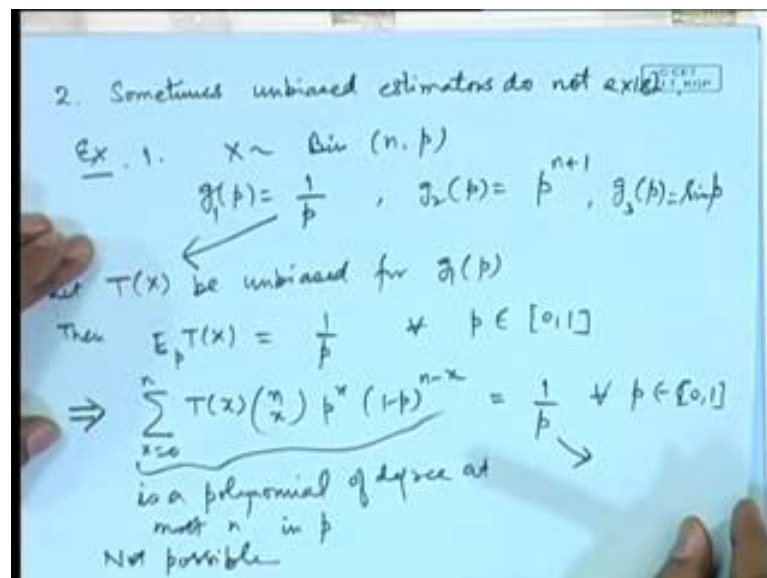 2. Sometimes unbiased estimators do not exist.
Ex. 1. X ~ Bin (n, p)
g₁(p) = 1/p , g₂(p) = p^{n+1}, g₃(p) = sin p
Let T(X) be unbiased for g₁(p)
Then E_p T(X) = 1/p ∀ p ∈ [0,1]
⇒ ∑_{x=0}^{n} T(x) (n x) p^x (1-p)^{n-x} = 1/p ∀ p ∈ [0,1]
is a polynomial of degree at
most n in p
Not possible